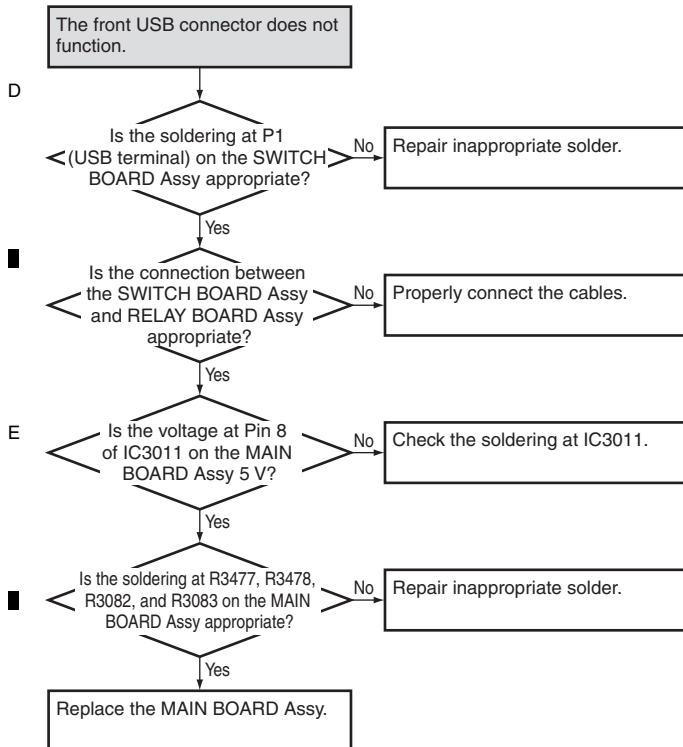 The front USB connector does not
function.
D
Is the soldering at P1
(USB terminal) on the SWITCH
BOARD Assy appropriate?
No
Repair inappropriate solder.
Yes
Is the connection between
the SWITCH BOARD Assy
and RELAY BOARD Assy
appropriate?
No
Properly connect the cables.
Yes
E
Is the voltage at Pin 8
of IC3011 on the MAIN
BOARD Assy 5 V?
No
Check the soldering at IC3011.
Yes
Is the soldering at R3477, R3478,
R3082, and R3083 on the MAIN
BOARD Assy appropriate?
No
Repair inappropriate solder.
Yes
Replace the MAIN BOARD Assy.